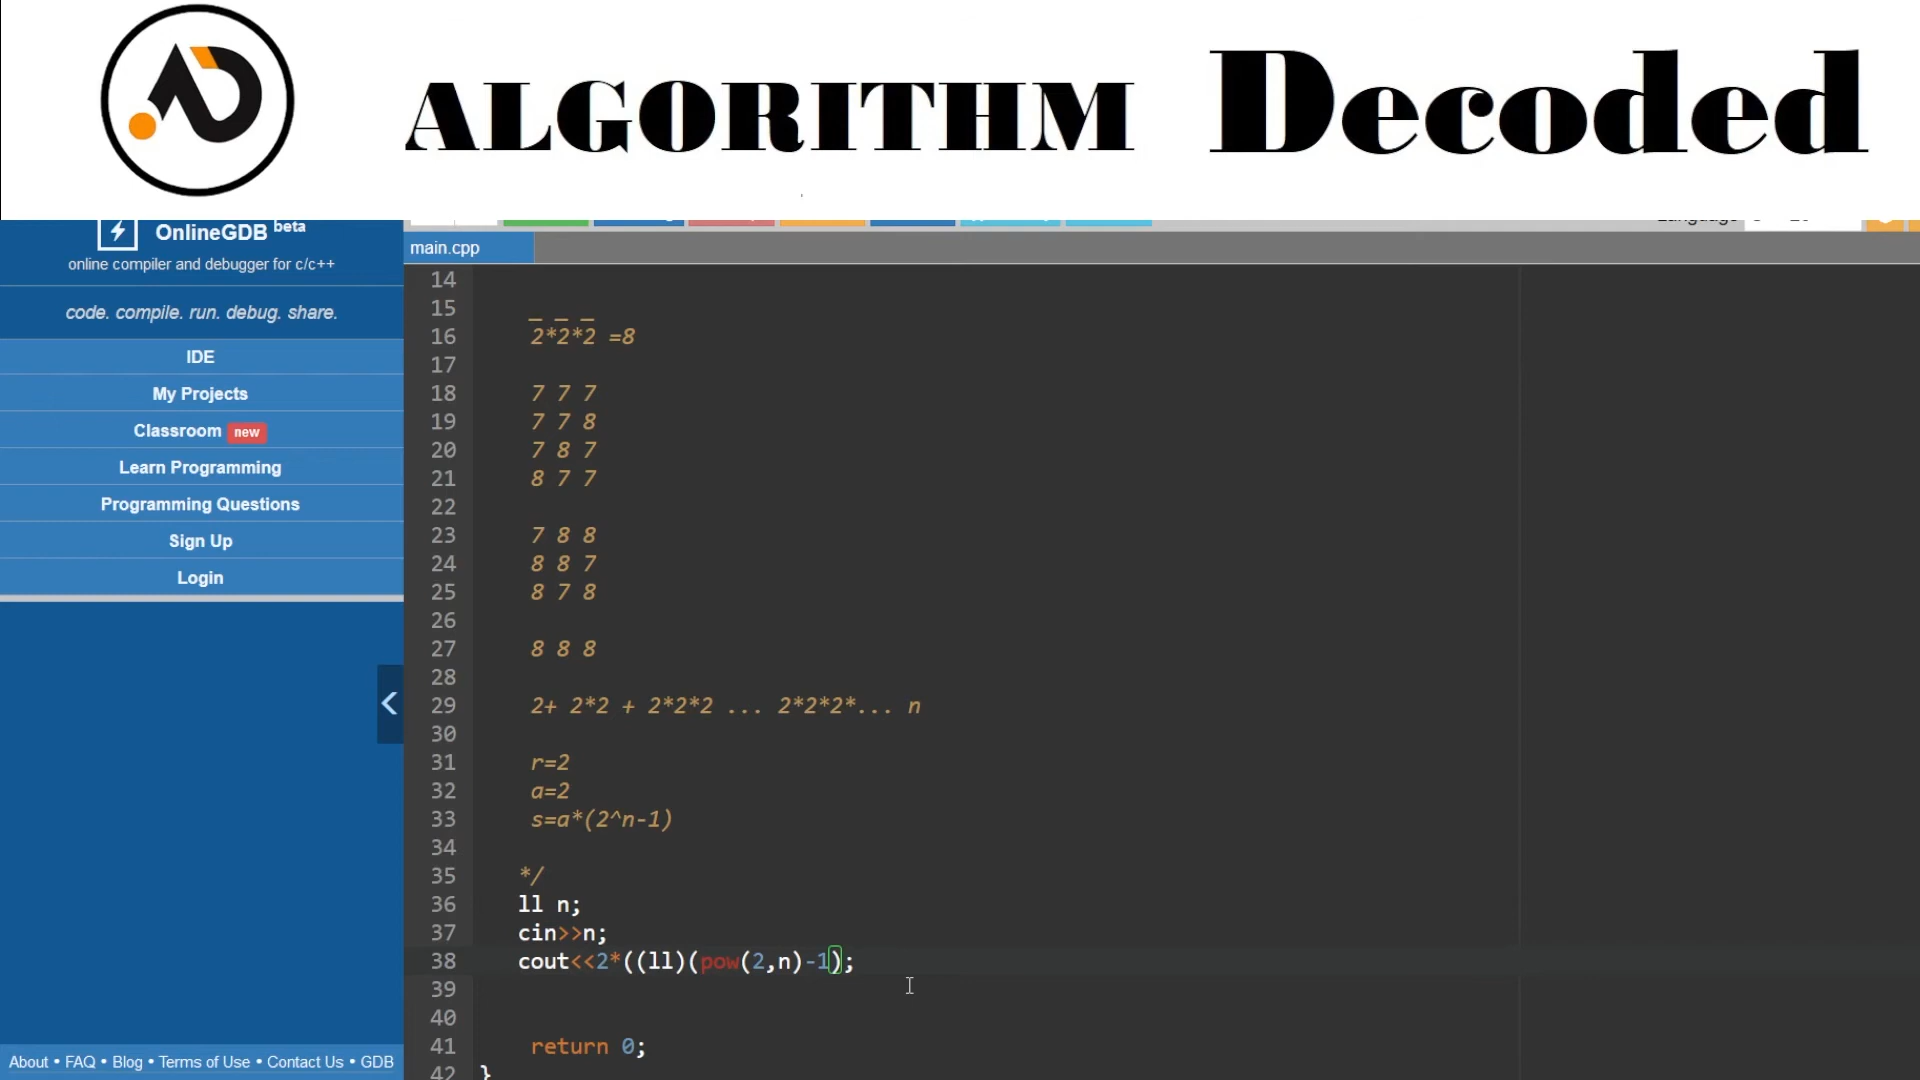 ALGORITHM Decoded
OnlineGDB beta
online compiler and debugger for c/c++
code. compile. run. debug. share.
IDE
My Projects
Classroom new
Learn Programming
Programming Questions
Sign Up
Login
About • FAQ • Blog • Terms of Use • Contact Us • GDB
main.cpp
14
15 _ _ _
16 2*2*2 =8
17
18 7 7 7
19 7 7 8
20 7 8 7
21 8 7 7
22
23 7 8 8
24 8 8 7
25 8 7 8
26
27 8 8 8
28
29 2+ 2*2 + 2*2*2 ... 2*2*2*... n
30
31 r=2
32 a=2
33 s=a*(2^n-1)
34
35 */
36 ll n;
37 cin>>n;
38 cout<<2*((ll)(pow(2,n)-1);
39
40
41 return 0;
42 }